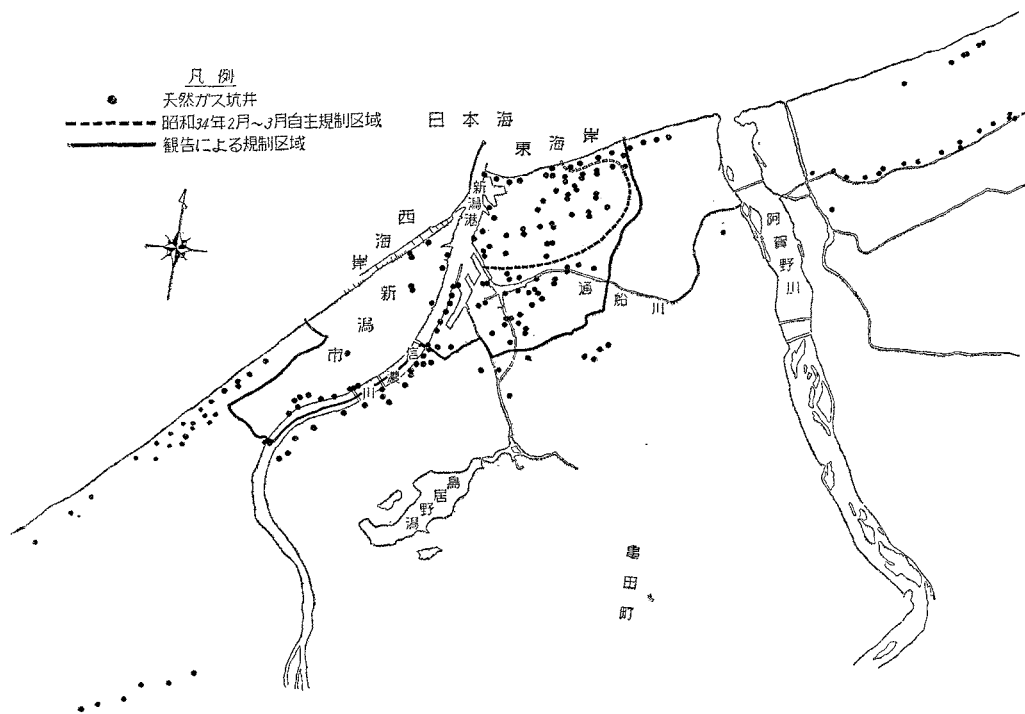 凡例
天然ガス坑井
昭和34年2月~3月自主規制区域
観告による規制区域
日本海
東海岸
西海岸
新潟港
新潟市
信濃川
通船川
阿賀野川
鳥居野潟
亀田町